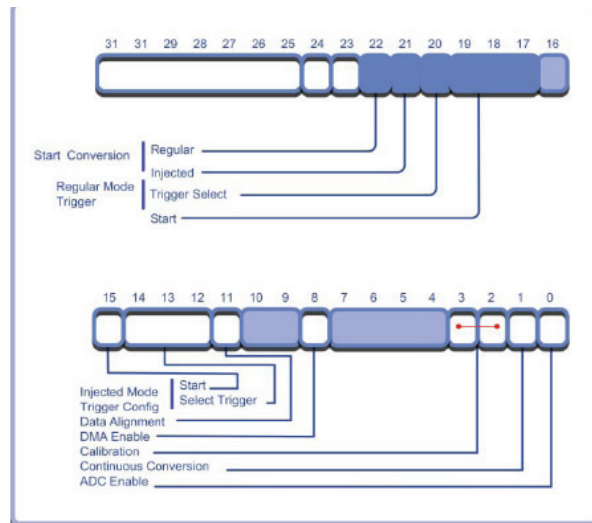 31 31 29 28 27 26 25 24 23 22 21 20 19 18 17 16
Start Conversion
Regular
Injected
Regular Mode
Trigger
Trigger Select
Start
15 14 13 12 11 10 9 8 7 6 5 4 3 2 1 0
Injected Mode
Trigger Config
Start
Select Trigger
Data Alignment
DMA Enable
Calibration
Continuous Conversion
ADC Enable